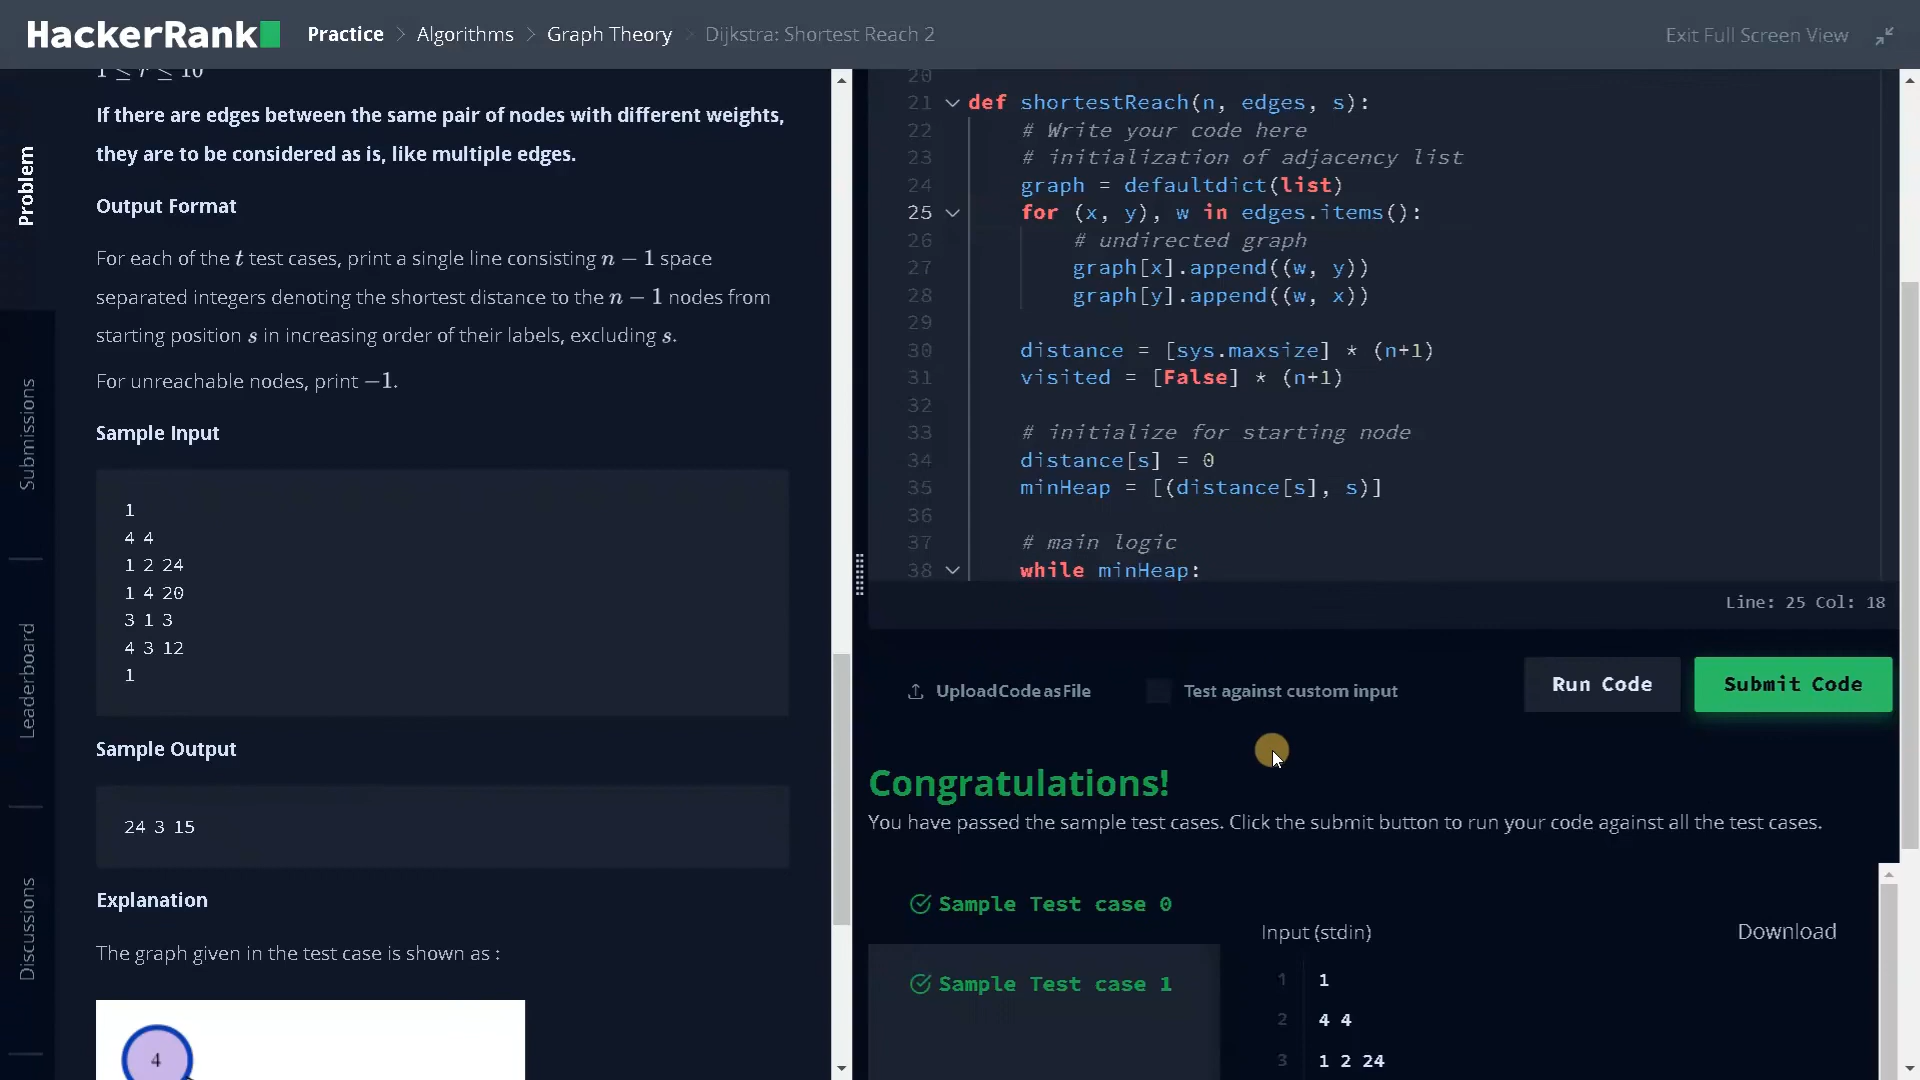 HackerRank
Practice > Algorithms > Graph Theory > Dijkstra: Shortest Reach 2
Exit Full Screen View
Problem
Submissions
Leaderboard
Discussions
1 ≤ r ≤ 10
If there are edges between the same pair of nodes with different weights,
they are to be considered as is, like multiple edges.
Output Format
For each of the t test cases, print a single line consisting n − 1 space
separated integers denoting the shortest distance to the n − 1 nodes from
starting position s in increasing order of their labels, excluding s.
For unreachable nodes, print −1.
Sample Input
1
4 4
1 2 24
1 4 20
3 1 3
4 3 12
1
Sample Output
24 3 15
Explanation
The graph given in the test case is shown as :
4
20
21 def shortestReach(n, edges, s):
22 # Write your code here
23 # initialization of adjacency list
24 graph = defaultdict(list)
25 for (x, y), w in edges.items():
26 # undirected graph
27 graph[x].append((w, y))
28 graph[y].append((w, x))
29
30 distance = [sys.maxsize] * (n+1)
31 visited = [False] * (n+1)
32
33 # initialize for starting node
34 distance[s] = 0
35 minHeap = [(distance[s], s)]
36
37 # main logic
38 while minHeap:
Line: 25 Col: 18
Upload Code as File
Test against custom input
Run Code
Submit Code
Congratulations!
You have passed the sample test cases. Click the submit button to run your code against all the test cases.
Sample Test case 0
Sample Test case 1
Input (stdin)
Download
1 1
2 4 4
3 1 2 24